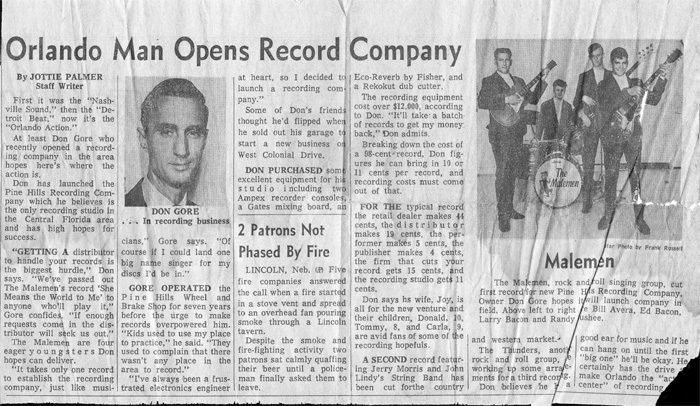 Orlando Man Opens Record Company
By JOTTIE PALMER
Staff Writer
First it was the "Nash-
ville Sound," then the "De-
troit Beat," now it's the
"Orlando Action."
At least Don Gore who
recently opened a record-
ing company in the area
hopes here's where the
action is.
Don has launched the
Pine Hills Recording Com-
pany which he believes is
the only recording studio in
the Central Florida area
and has high hopes for
success.
"GETTING A distributor
to handle your records is
the biggest hurdle," Don
says. "We've passed out
The Malemen's record 'She
Means the World to Me' to
anyone who'll play it,"
Gore confides. "If enough
requests come in the dis-
tributor will seek us out."
The Malemen are four
eager youngsters Don
hopes can deliver.
"It takes only one record
to establish the recording
company, just like musi-
DON GORE
. . . In recording business
cians," Gore says. "Of
course if I could land one
big name singer for my
discs I'd be in."
GORE OPERATED the
Pine Hills Wheel and
Brake Shop for seven years
before the urge to make
records overpowered him.
"Kids used to use my place
to practice," he said. "They
used to complain that there
wasn't any place in the
area to record."
"I've always been a frus-
trated electronics engineer
at heart, so I decided to
launch a recording com-
pany."
Some of Don's friends
thought he'd flipped when
he sold out his garage to
start a new business on
West Colonial Drive.
DON PURCHASED some
excellent equipment for his
studio including two
Ampex recorder consoles,
a Gates mixing board, an
2 Patrons Not
Phased By Fire
LINCOLN, Neb. (AP) Five
fire companies answered
the call when a fire started
in a stove vent and spread
to an overhead fan pouring
smoke through a Lincoln
tavern.
Despite the smoke and
fire-fighting activity two
patrons sat calmly quaffing
their beer until a police-
man finally asked them to
leave.
Eco-Reverb by Fisher, and
a Rekokut dub cutter.
The recording equipment
cost over $12,000, according
to Don. "It'll take a batch
of records to get my money
back," Don admits.
Breaking down the cost of
a 98-cent record, Don fig-
ures he can bring in 10 or
11 cents per record, and
recording costs must come
out of that.
FOR THE typical record
the retail dealer makes 44
cents, the distributor
makes 19 cents, the per-
former makes 5 cents, the
publisher makes 4 cents,
the firm that cuts your
record gets 15 cents, and
the recording studio gets 11
cents.
Don says his wife, Joy, is
all for the new venture and
their children, Donald, 10,
Tommy, 8, and Carla, 9,
are avid fans of some of the
recording hopefuls.
A SECOND record featur-
ing Jerry Morris and John
Lindy's String Band has
been cut for the country
The
Malemen
Star Photo by Frank Russell
Malemen
The Malemen, rock and roll singing group, cut
first record for new Pine Hills Recording Company.
Owner Don Gore hopes it will launch company in
field. Above left to right Bill Avera, Ed Bacon,
Larry Bacon and Randy
and western market.
The Thunders, another
rock and roll group,
working up some arrange-
ments for a third record.
Don believes he
good ear for music and if he
can hang on until the first
"big one" he'll be okay. He
certainly has the drive
make Orlando the
center" of recording